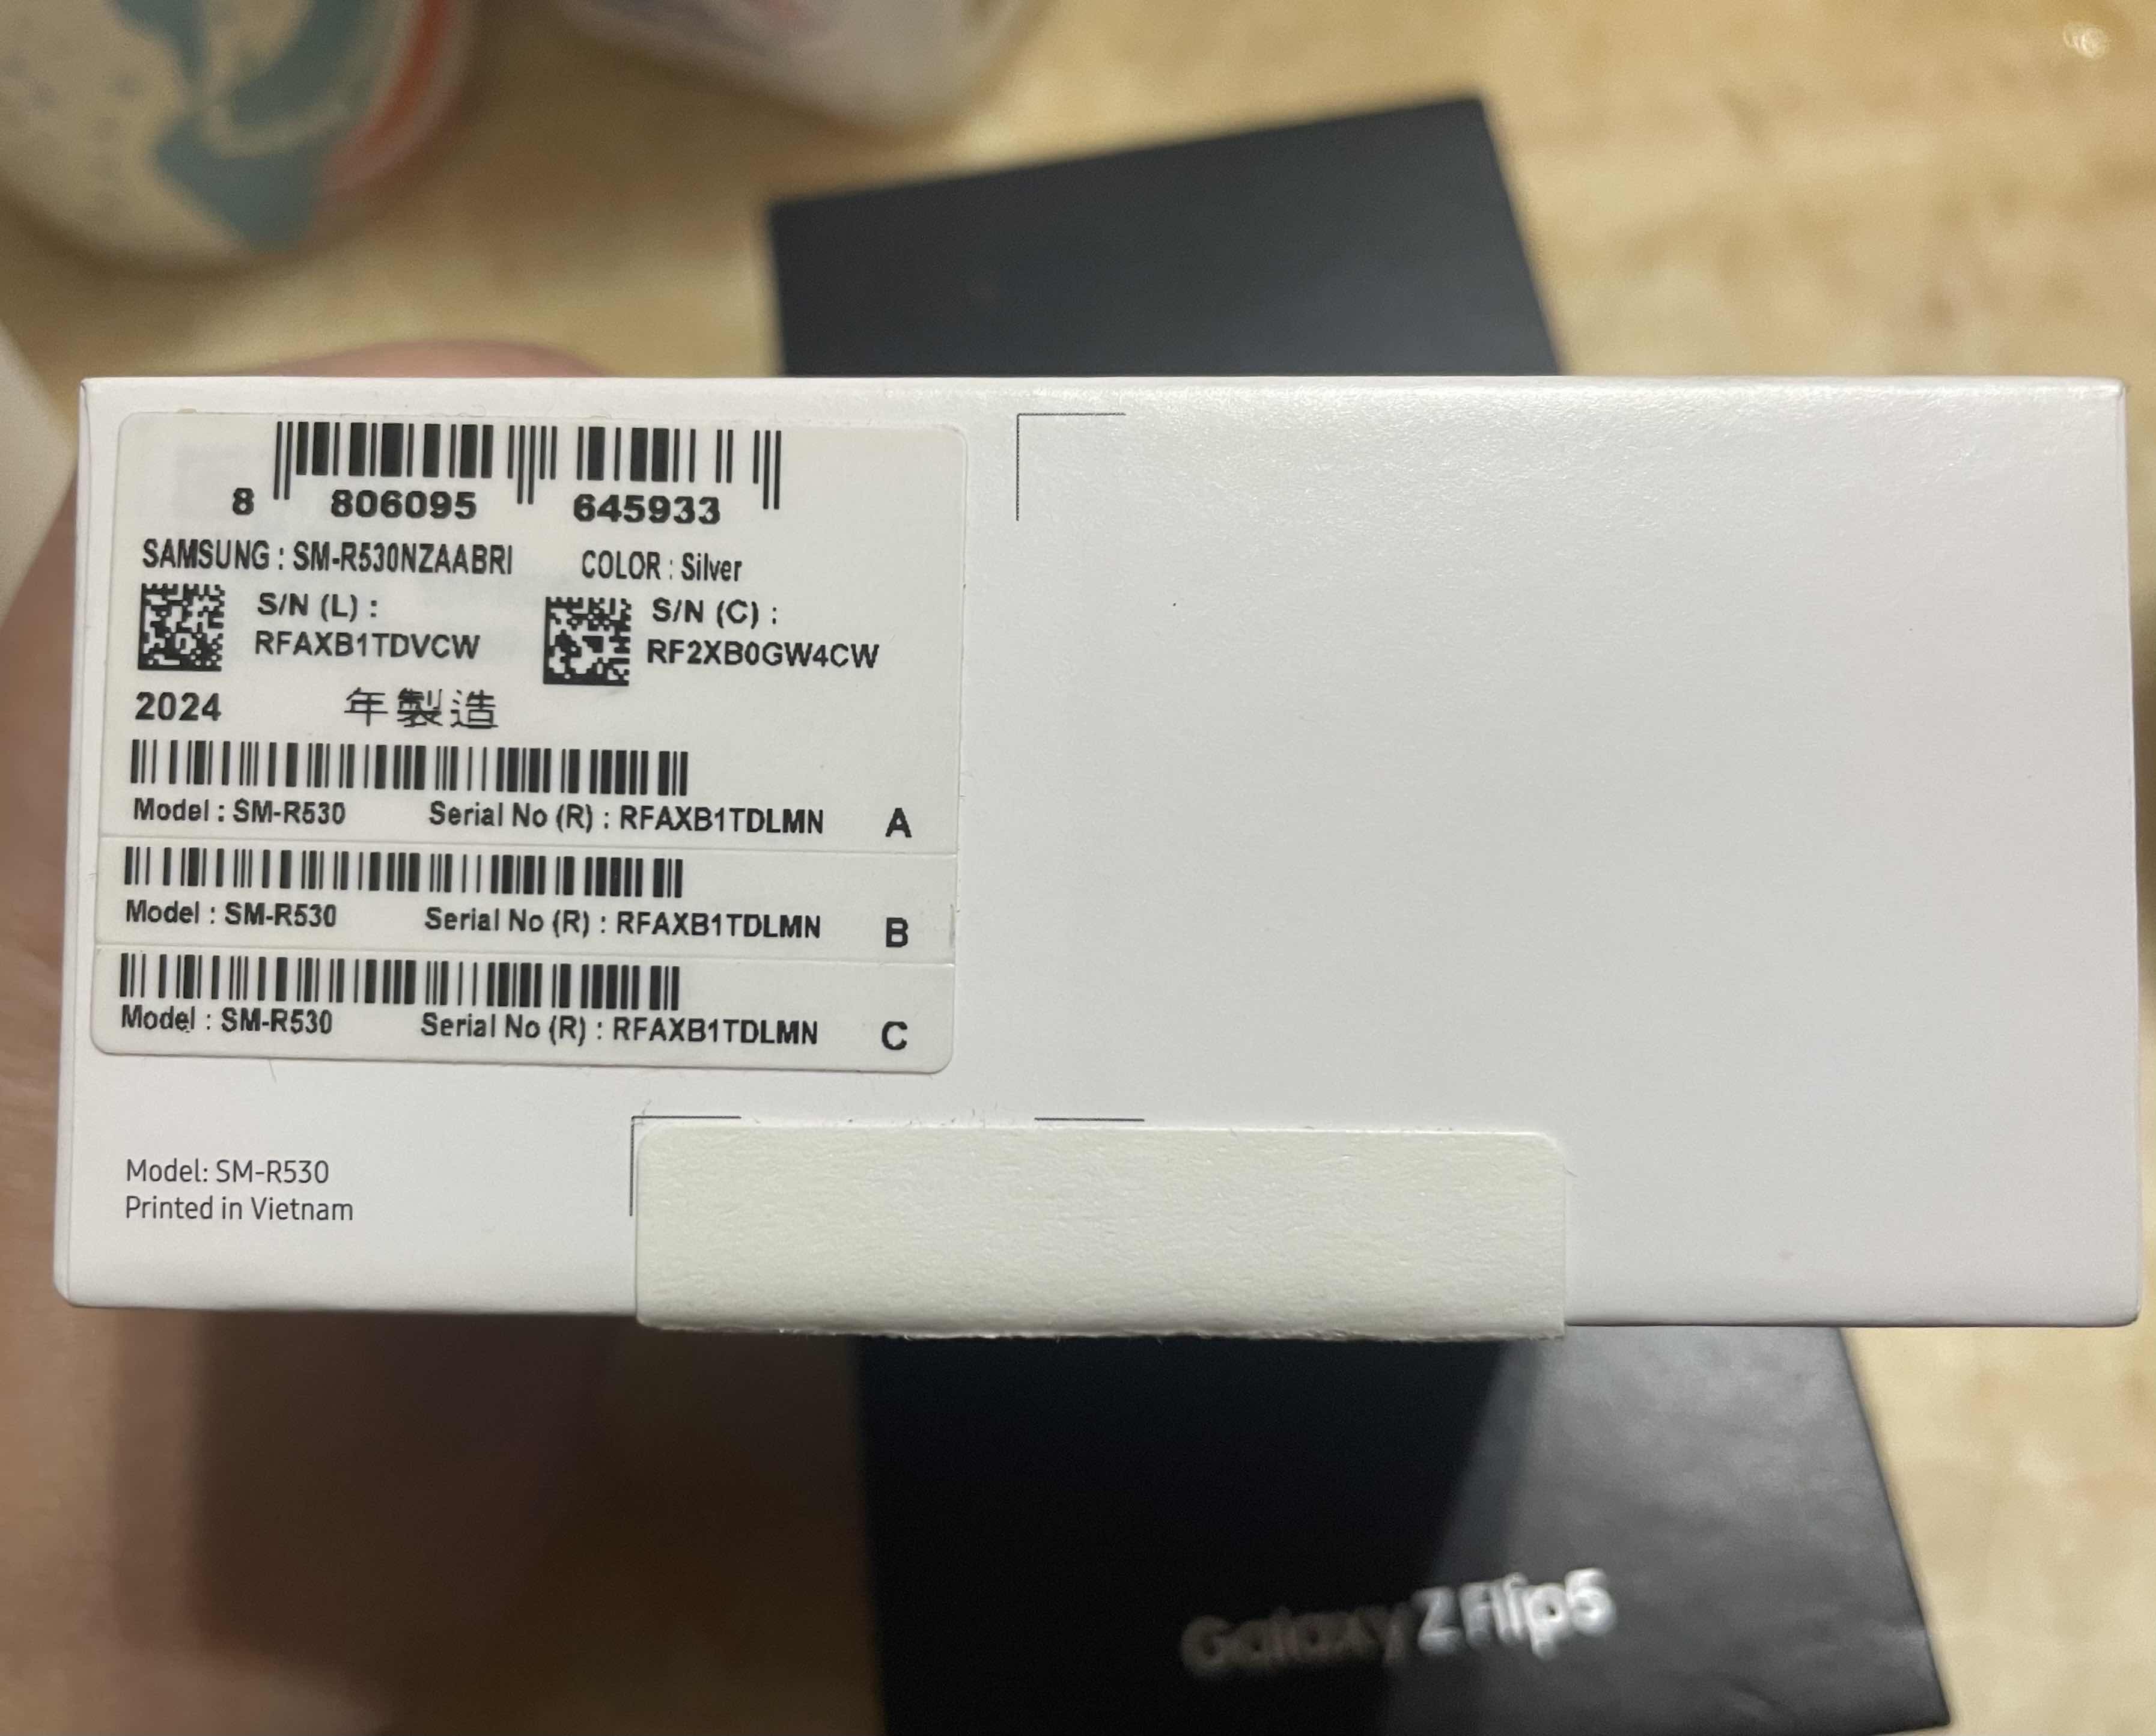 8 806095 645933
SAMSUNG : SM-R530NZAABRI COLOR : Silver
S/N (L) : S/N (C) :
RFAXB1TDVCW RF2XB0GW4CW
2024 年製造
Model : SM-R530 Serial No (R) : RFAXB1TDLMN A
Model : SM-R530 Serial No (R) : RFAXB1TDLMN B
Model : SM-R530 Serial No (R) : RFAXB1TDLMN C
Model: SM-R530
Printed in Vietnam
Galaxy Z Flip5